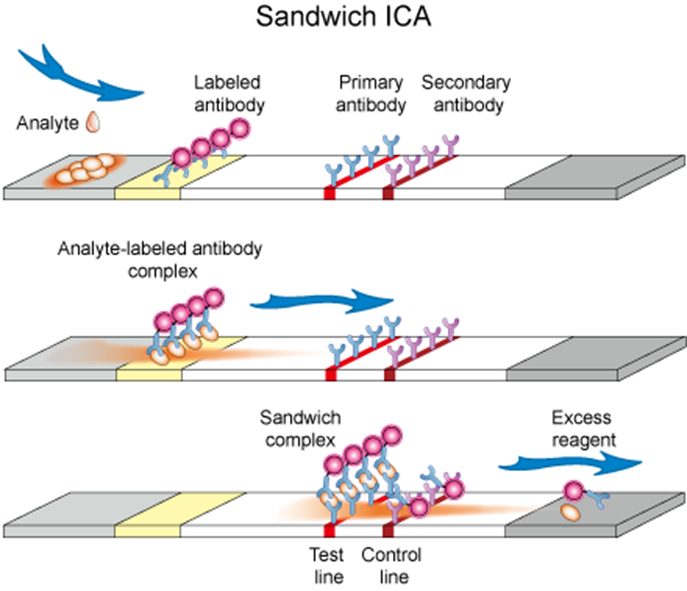 Sandwich ICA
Labeled
antibody
Primary
antibody
Secondary
antibody
Analyte
Analyte-labeled antibody
complex
Sandwich
complex
Excess
reagent
Test
line
Control
line